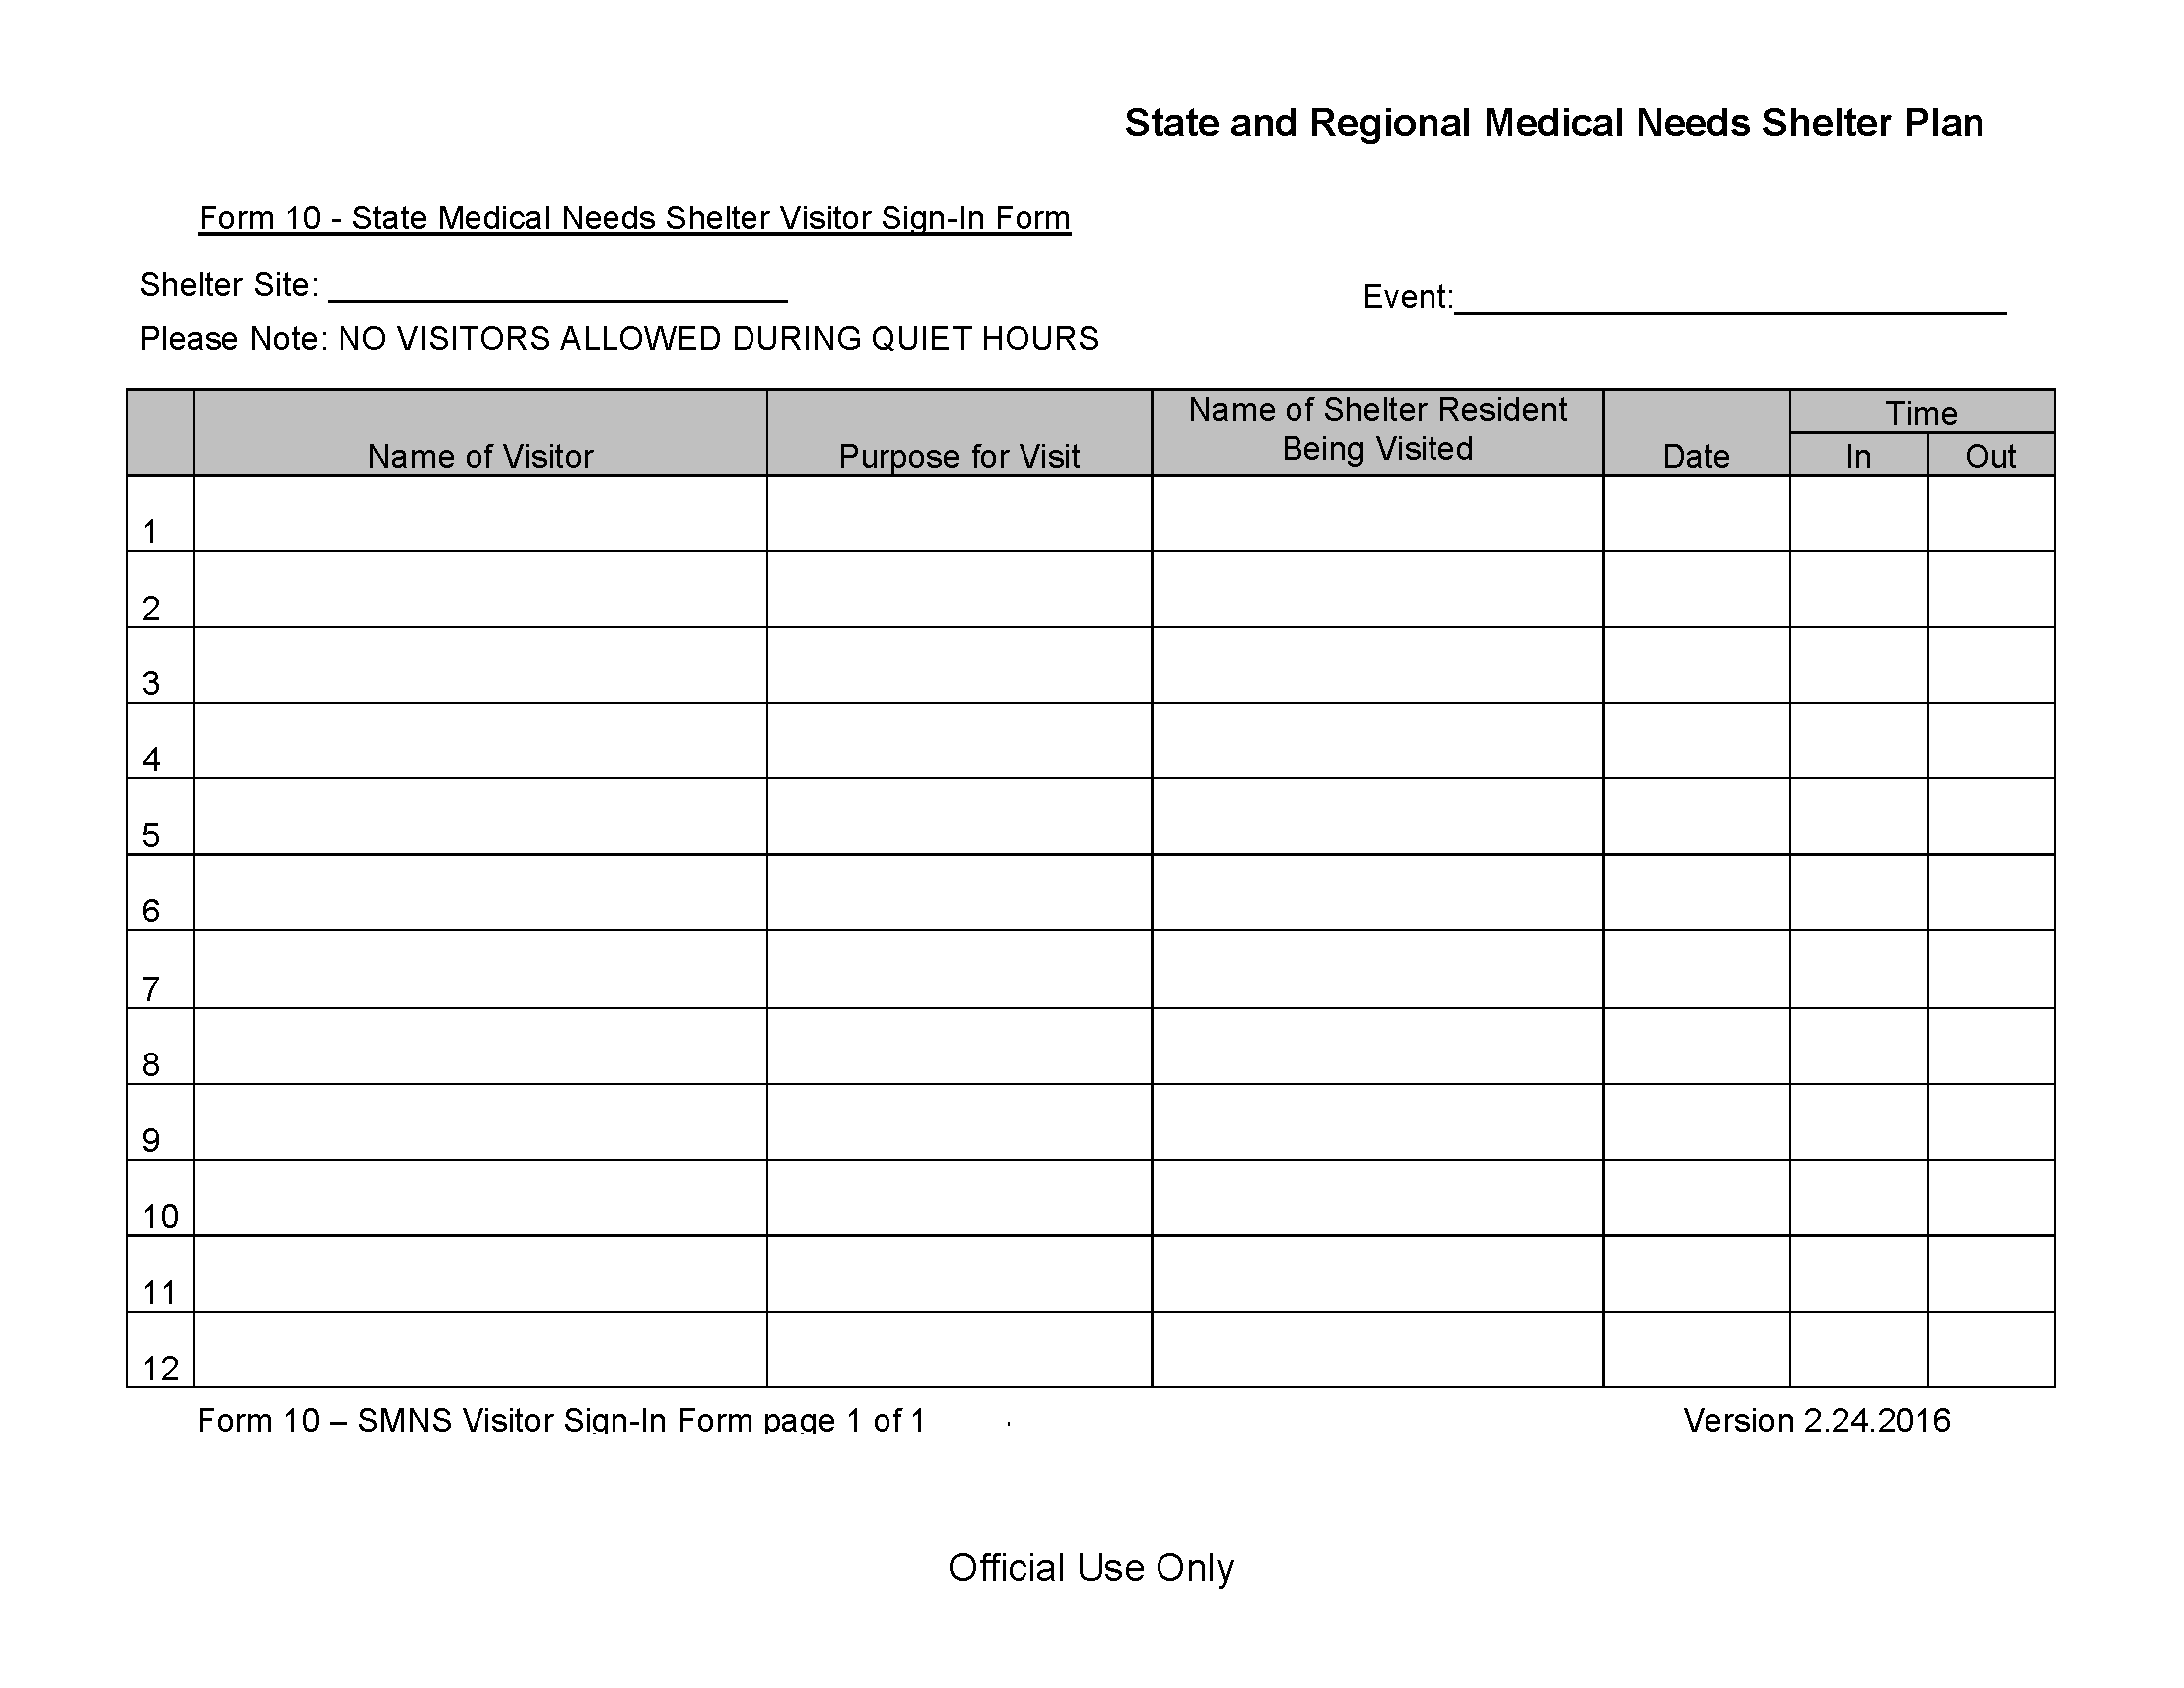 State and Regional Medical Needs Shelter Plan
Form 10 - State Medical Needs Shelter Visitor Sign-In Form
Shelter Site:
Event:
Please Note: NO VISITORS ALLOWED DURING QUIET HOURS
Name of Visitor
Purpose for Visit
Name of Shelter Resident
Being Visited
Date
Time
In
Out
1
2
3
4
5
6
7
8
9
10
11
12
Form 10 – SMNS Visitor Sign-In Form page 1 of 1
Version 2.24.2016
Official Use Only